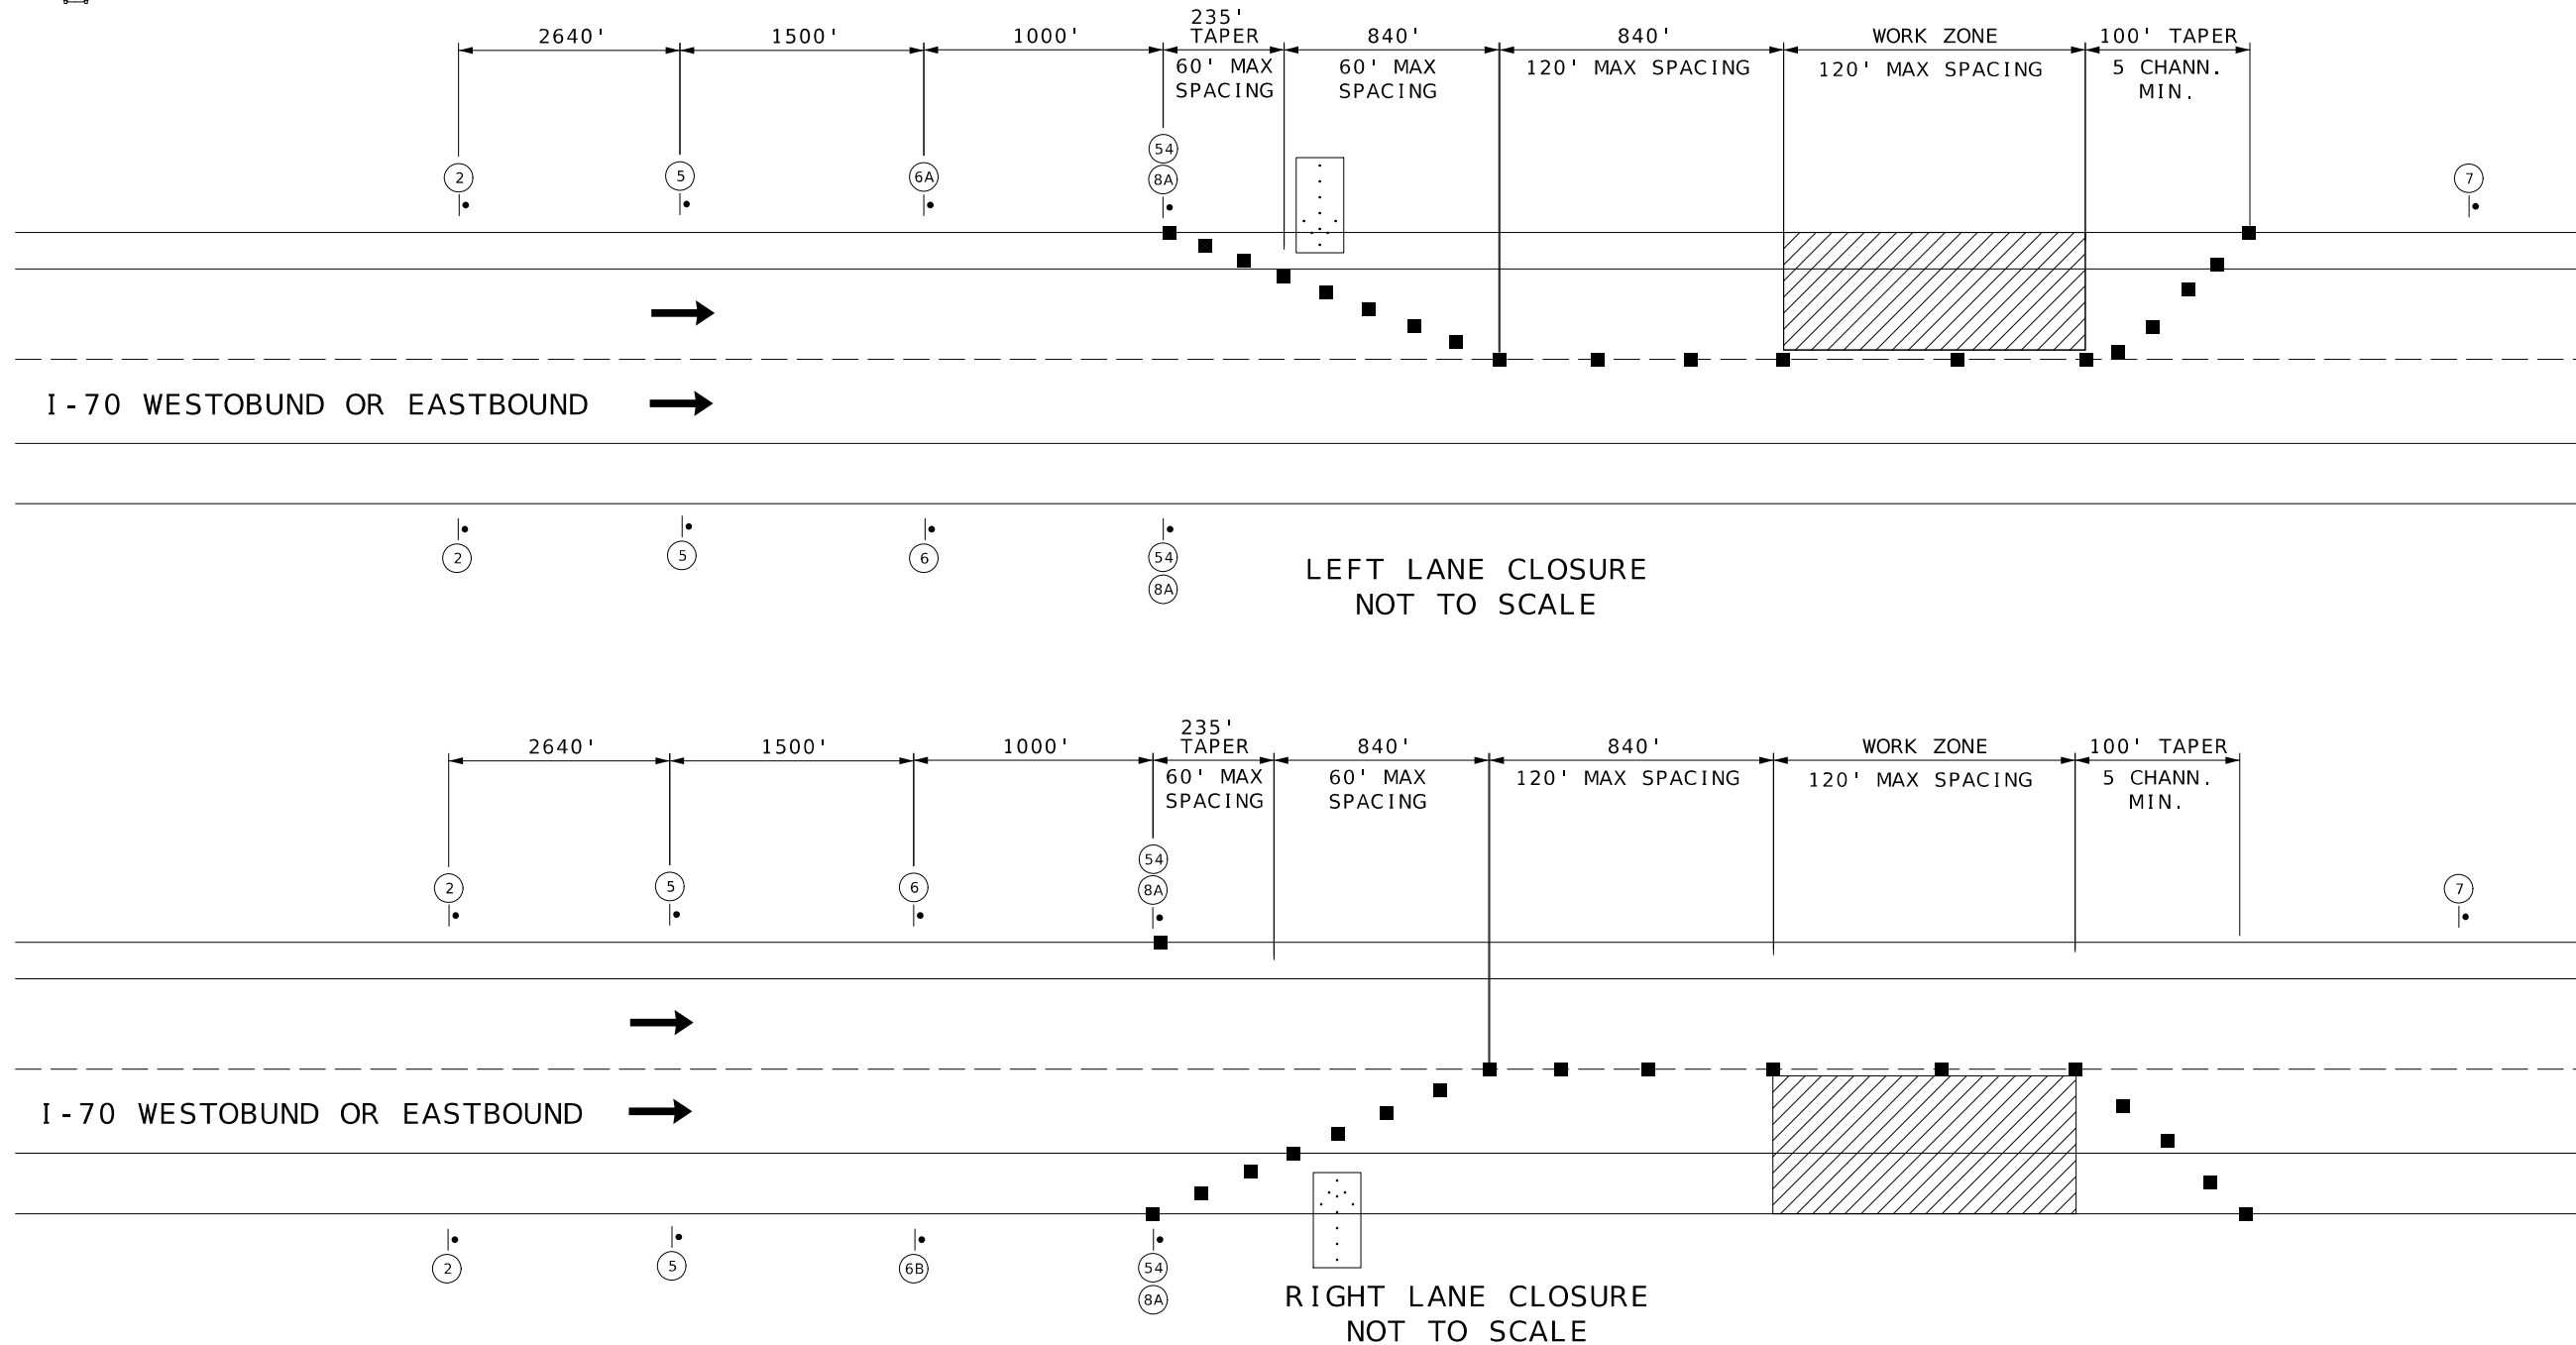 235'
2640' 1500' 1000' TAPER 840' 840' WORK ZONE 100' TAPER
60' MAX 60' MAX 120' MAX SPACING 120' MAX SPACING 5 CHANN.
SPACING SPACING MIN.
54
2 5 6A 8A 7
I-70 WESTOBUND OR EASTBOUND
2 5 6 54
8A
LEFT LANE CLOSURE
NOT TO SCALE
235'
2640' 1500' 1000' TAPER 840' 840' WORK ZONE 100' TAPER
60' MAX 60' MAX 120' MAX SPACING 120' MAX SPACING 5 CHANN.
SPACING SPACING MIN.
54
2 5 6 8A 7
I-70 WESTOBUND OR EASTBOUND
2 5 6B 54
8A
RIGHT LANE CLOSURE
NOT TO SCALE